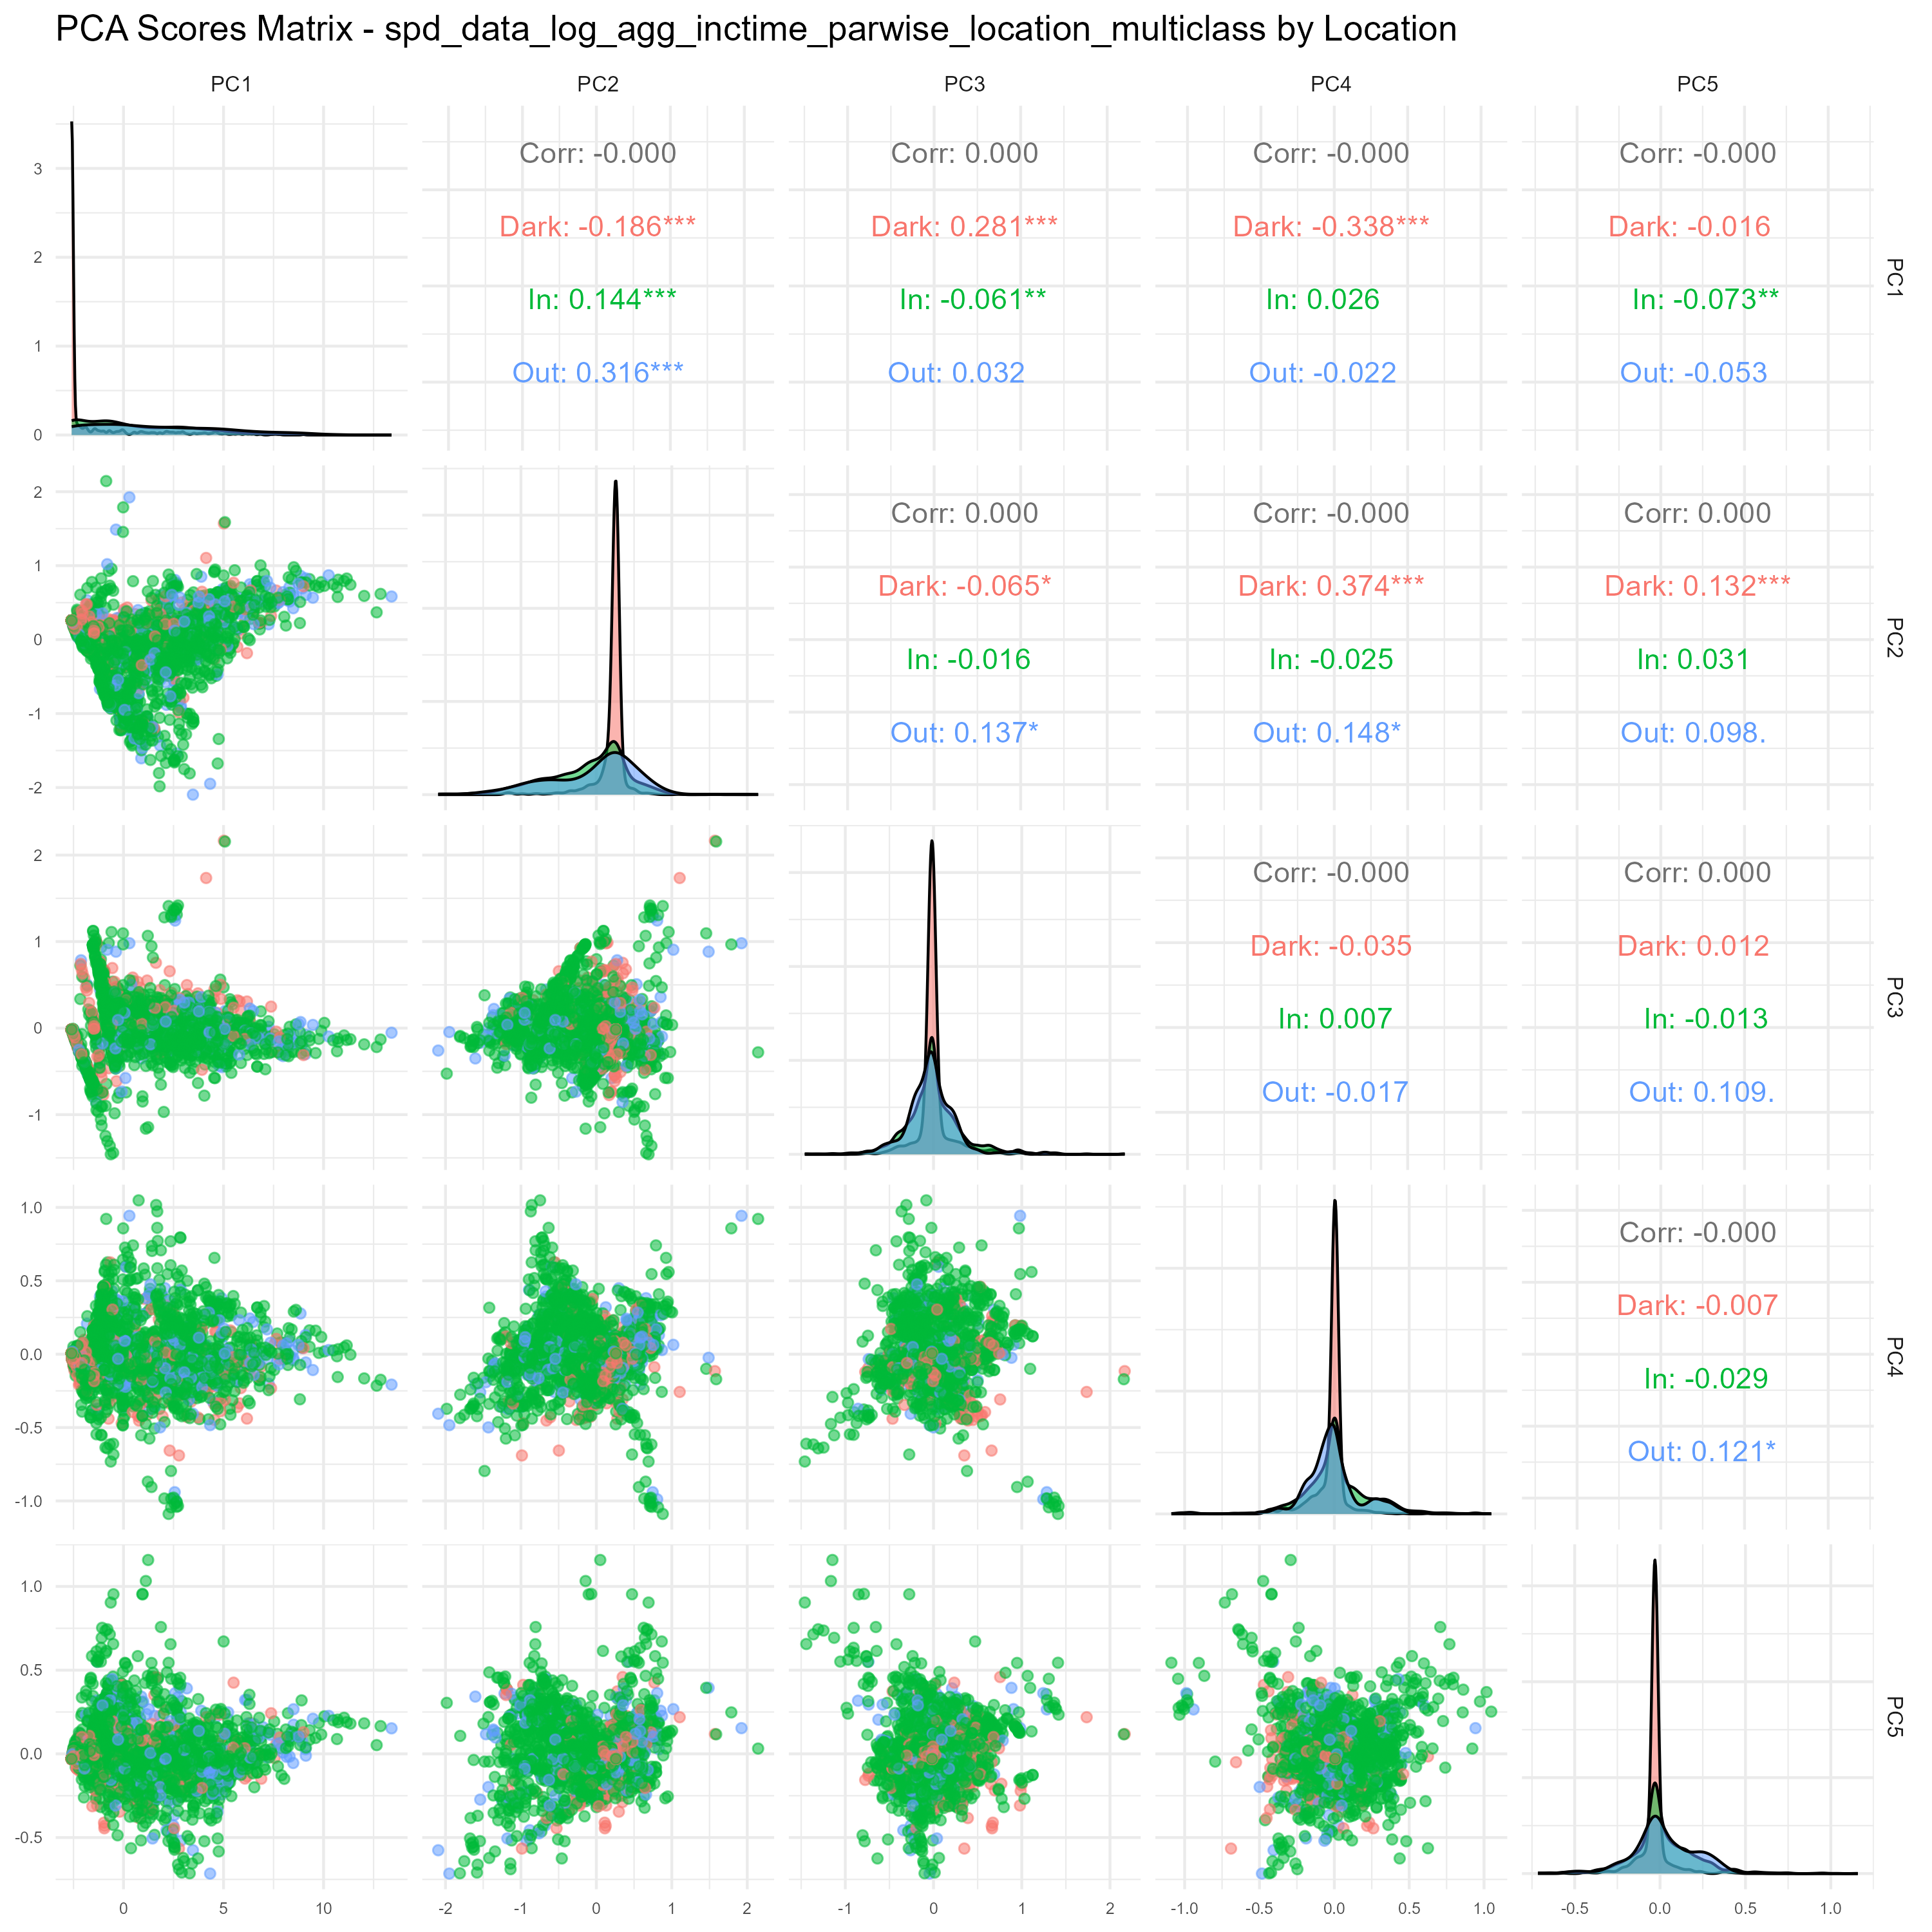 PCA Scores Matrix - spd_data_log_agg_inctime_parwise_location_multiclass by Location
PC1 PC2 PC3 PC4 PC5
3
2
1
0
Corr: -0.000
Dark: -0.186***
In: 0.144***
Out: 0.316***
Corr: 0.000
Dark: 0.281***
In: -0.061**
Out: 0.032
Corr: -0.000
Dark: -0.338***
In: 0.026
Out: -0.022
Corr: -0.000
Dark: -0.016
In: -0.073**
Out: -0.053
PC1
2
1
0
-1
-2
Corr: 0.000
Dark: -0.065*
In: -0.016
Out: 0.137*
Corr: -0.000
Dark: 0.374***
In: -0.025
Out: 0.148*
Corr: 0.000
Dark: 0.132***
In: 0.031
Out: 0.098.
PC2
2
1
0
-1
Corr: -0.000
Dark: -0.035
In: 0.007
Out: -0.017
Corr: 0.000
Dark: 0.012
In: -0.013
Out: 0.109.
PC3
1.0
0.5
0.0
-0.5
-1.0
Corr: -0.000
Dark: -0.007
In: -0.029
Out: 0.121*
PC4
1.0
0.5
0.0
-0.5
PC5
0 5 10
-2 -1 0 1 2
-1 0 1 2
-1.0 -0.5 0.0 0.5 1.0
-0.5 0.0 0.5 1.0